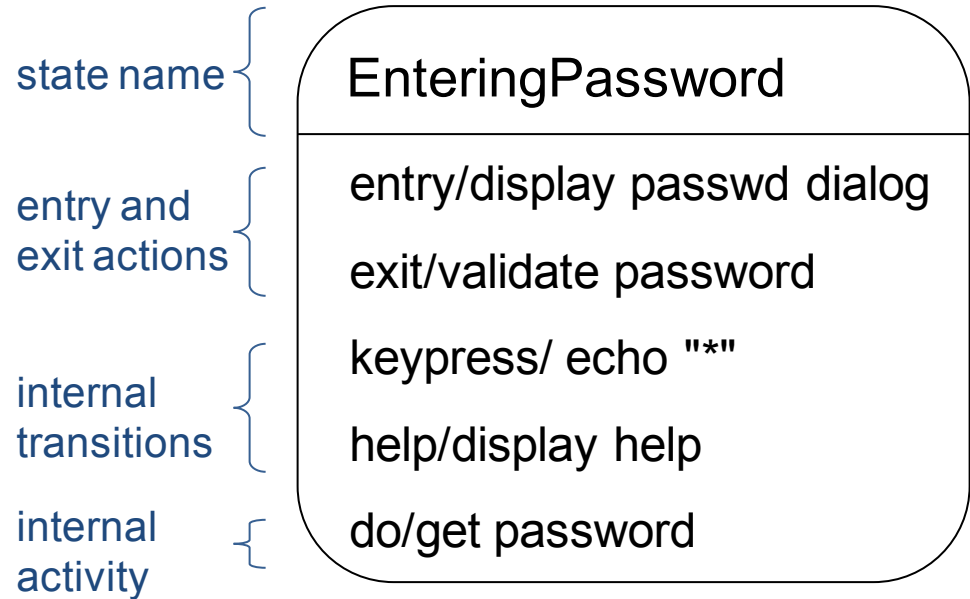 state name
EnteringPassword
entry and
exit actions
entry/display passwd dialog
exit/validate password
internal
transitions
keypress/ echo "*"
help/display help
internal
activity
do/get password